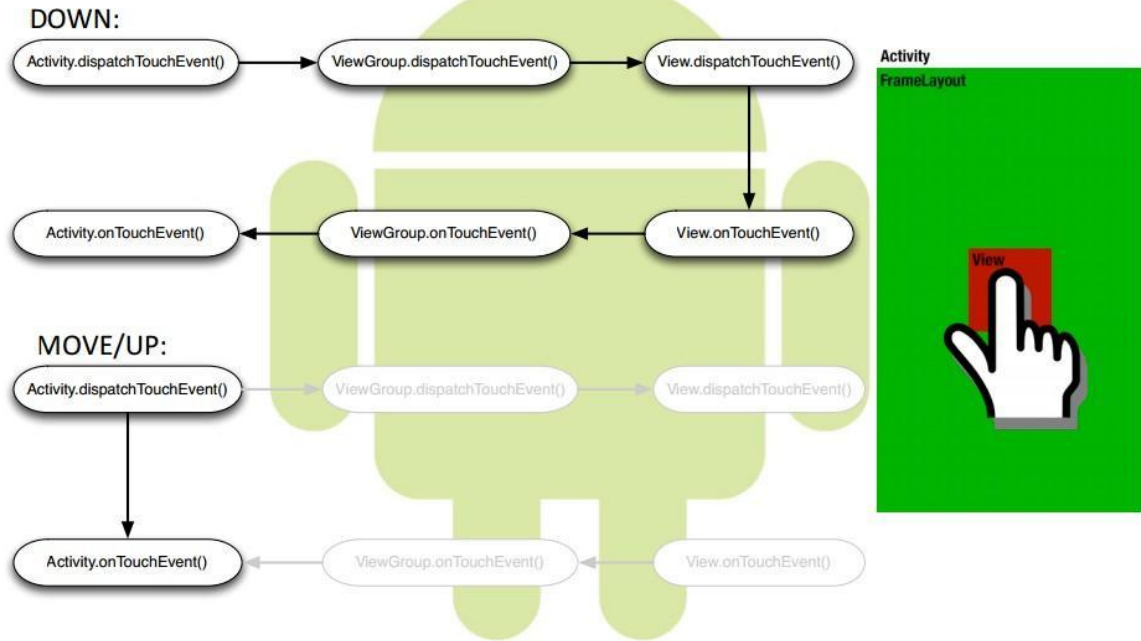 DOWN:
Activity.dispatchTouchEvent()
ViewGroup.dispatchTouchEvent()
View.dispatchTouchEvent()
Activity.onTouchEvent()
ViewGroup.onTouchEvent()
View.onTouchEvent()
MOVE/UP:
Activity.dispatchTouchEvent()
ViewGroup.dispatchTouchEvent()
View.dispatchTouchEvent()
Activity.onTouchEvent()
ViewGroup.onTouchEvent()
View.onTouchEvent()
Activity
FrameLayout
View